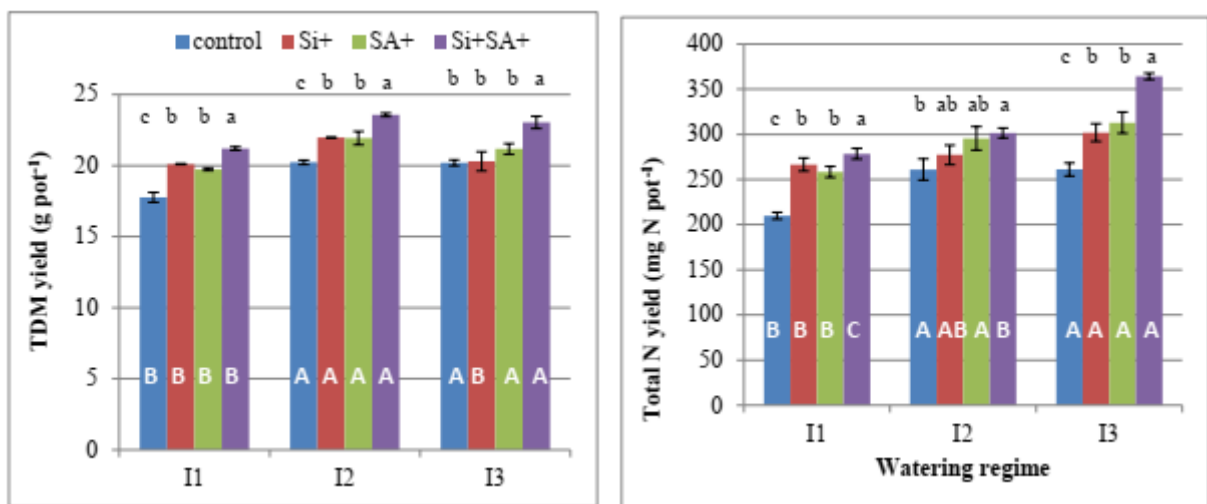 control Si+ SA+ Si+SA+
TDM yield (g pot⁻¹)
25
20
15
10
5
0
c b b a
c b b a
b b b a
B B B B
A A A A
A B A A
I1 I2 I3
Total N yield (mg N pot⁻¹)
400
350
300
250
200
150
100
50
0
c b b a
b ab ab a
c b b a
B B B C
A AB A B
A A A A
I1 I2 I3
Watering regime